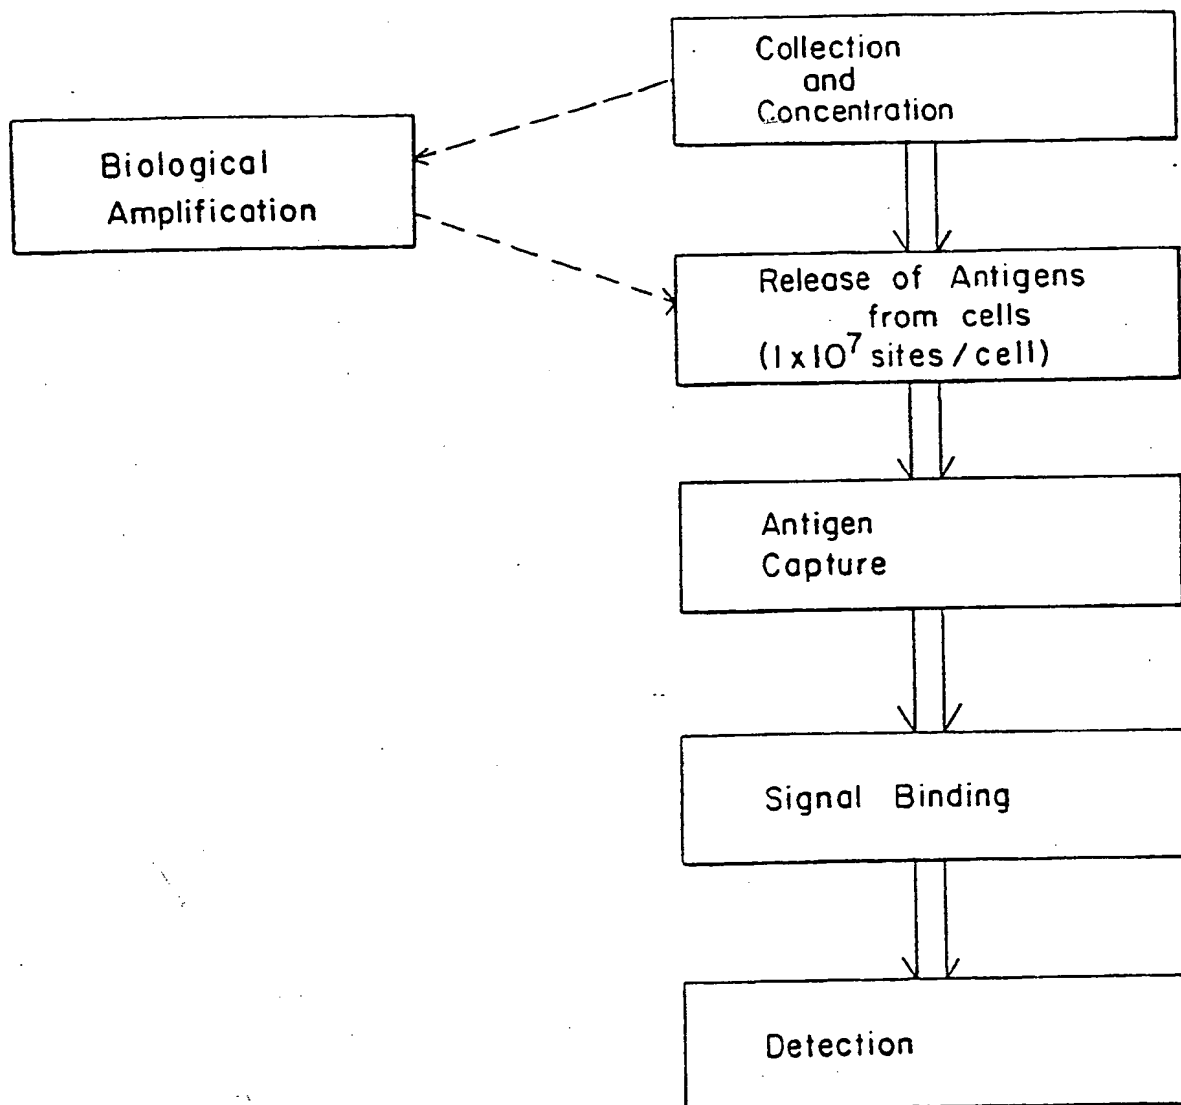 Collection
and
Concentration
Biological
Amplification
Release of Antigens
from cells
(1x10⁷ sites/cell)
Antigen
Capture
Signal Binding
Detection